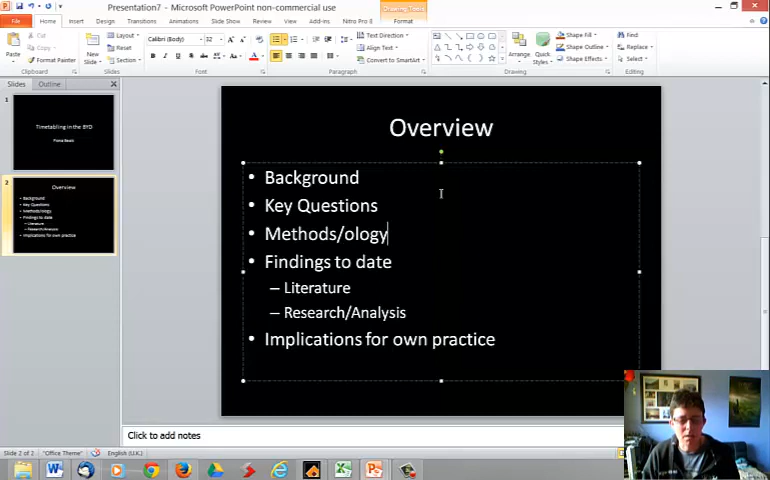 Presentation7 - Microsoft PowerPoint non-commercial use
Drawing Tools
File Home Insert Design Transitions Animations Slide Show Review View Add-Ins Nitro Pro 8 Format
Cut
Copy
Paste
Format Painter
Clipboard
New Slide
Layout
Reset
Section
Slides
Calibri (Body) 32
Font
Text Direction
Align Text
Convert to SmartArt
Paragraph
Arrange
Quick Styles
Shape Fill
Shape Outline
Shape Effects
Drawing
Find
Replace
Select
Editing
Slides Outline
1
Timetabling in the BYD
2
Overview
Background
Key Questions
Methods/ology
Findings to date
Literature
Research/Analysis
Implications for own practice
Overview
• Background
• Key Questions
• Methods/ology
• Findings to date
– Literature
– Research/Analysis
• Implications for own practice
Click to add notes
Slide 2 of 2 "Office Theme" English (U.K.)